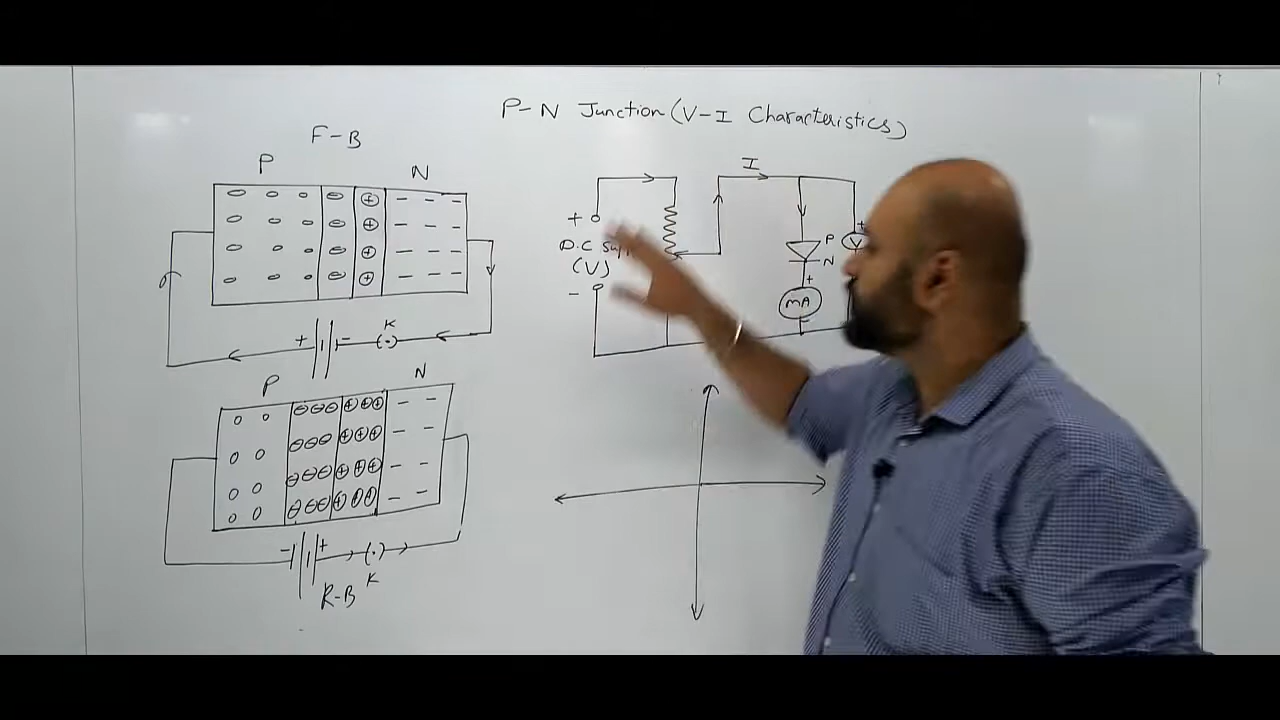 P-N Junction (V-I Characteristics)
F-B
P N
+ - K
P N
- + K
R-B
I
+
D.C
(V)
-
P
N
+
mA
-
+
V